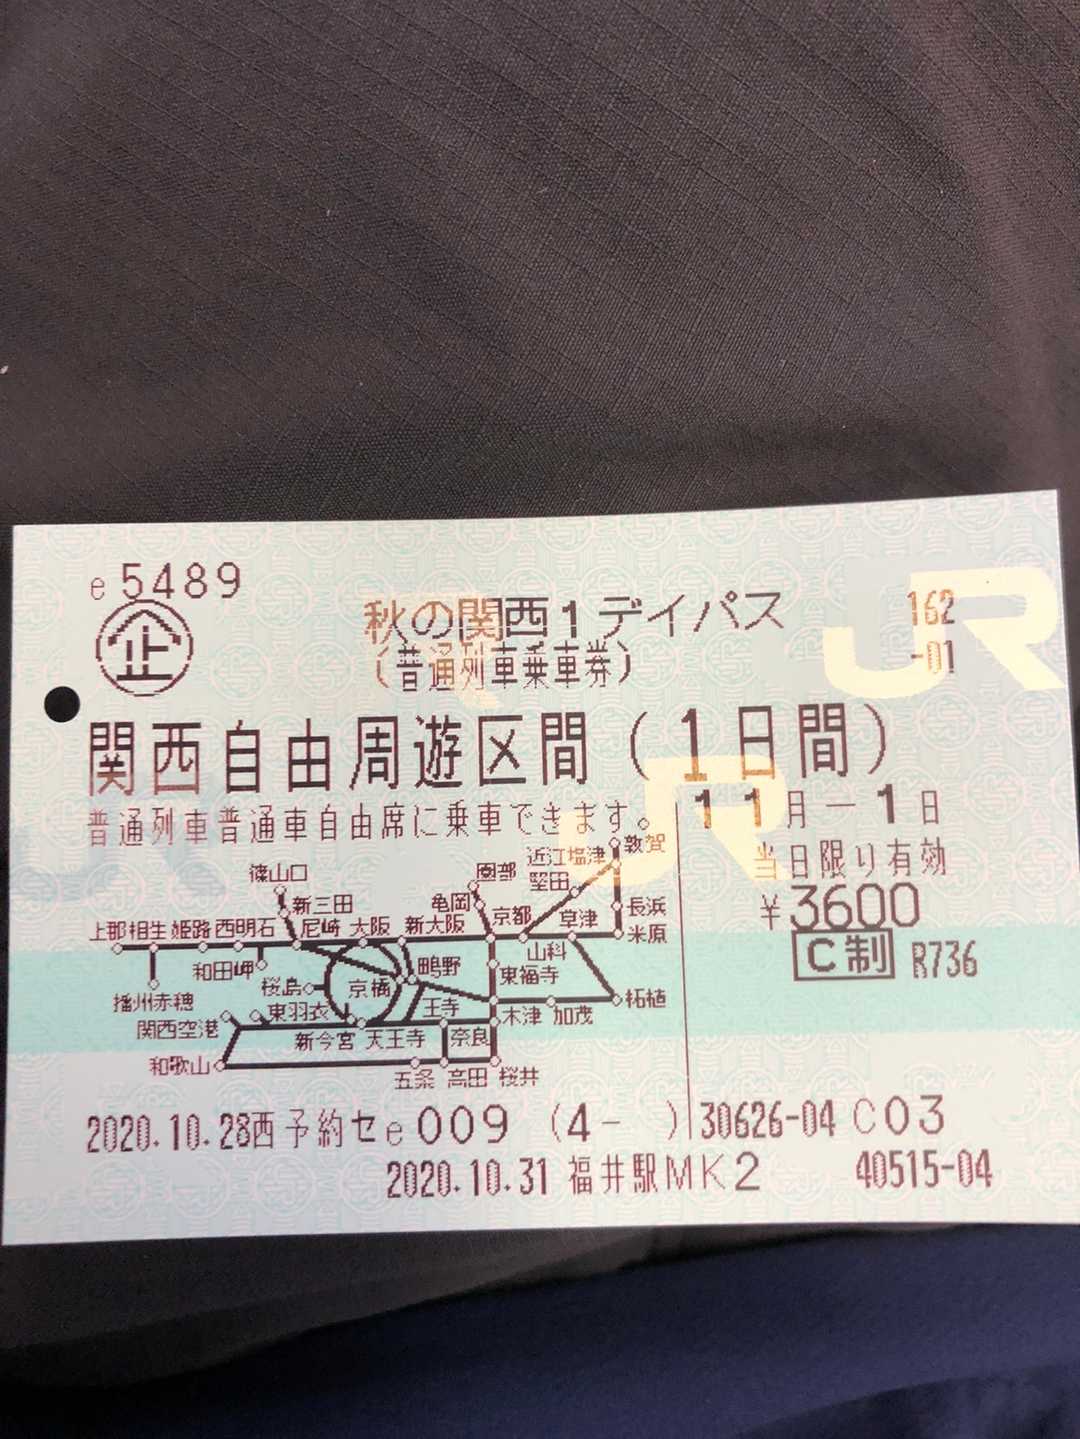 e5489
企
秋の関西1デイパス
162
-01
(普通列車乗車券)
関西自由周遊区間(1日間)
普通列車普通車自由席に乗車できます。
11月-1日
当日限り有効
¥3600
C制 R736
敦賀
近江塩津
篠山口
園部
堅田
新三田
亀岡
長浜
上郡 相生 姫路 西明石 尼崎 大阪 新大阪 京都 草津 米原
山科
和田岬
鴫野
東福寺
桜島
京橋
播州赤穂
東羽衣
王寺
木津 加茂
柘植
関西空港
新今宮 天王寺
奈良
和歌山
五条 高田 桜井
2020.10.28西予約セe009 (4- ) 30626-04 C03
2020.10.31 福井駅MK2 40515-04
JR
JR